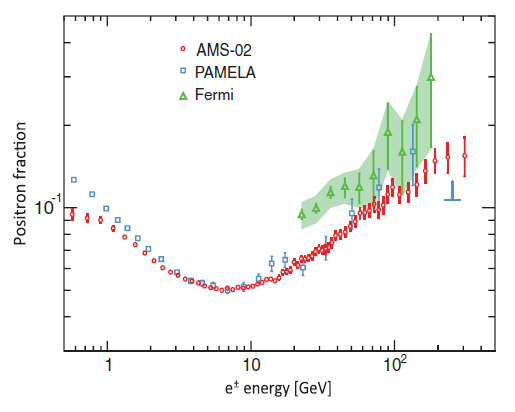 AMS-02
PAMELA
Fermi
Positron fraction
10⁻¹
1
10
10²
e± energy [GeV]